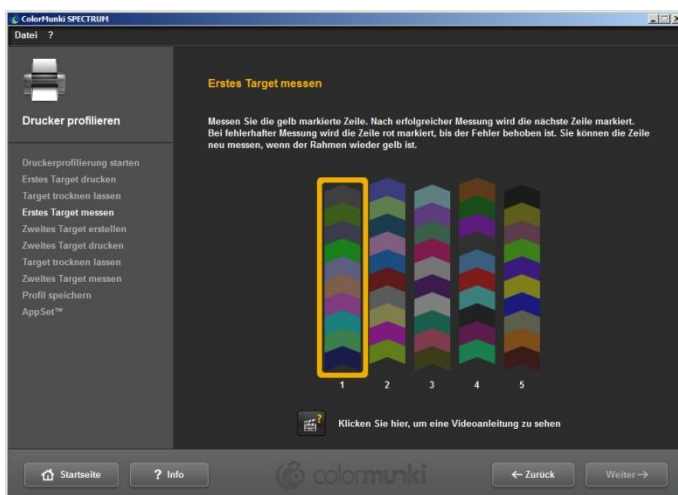 ColorMunki SPECTRUM
Datei ?
Drucker profilieren
Druckerprofilierung starten
Erstes Target drucken
Target trocknen lassen
Erstes Target messen
Zweites Target erstellen
Zweites Target drucken
Target trocknen lassen
Zweites Target messen
Profil speichern
AppSet™
Erstes Target messen
Messen Sie die gelb markierte Zeile. Nach erfolgreicher Messung wird die nächste Zeile markiert.
Bei fehlerhafter Messung wird die Zeile rot markiert, bis der Fehler behoben ist. Sie können die Zeile
neu messen, wenn der Rahmen wieder gelb ist.
1 2 3 4 5
Klicken Sie hier, um eine Videoanleitung zu sehen
Startseite
? Info
colormunki
← Zurück
Weiter →